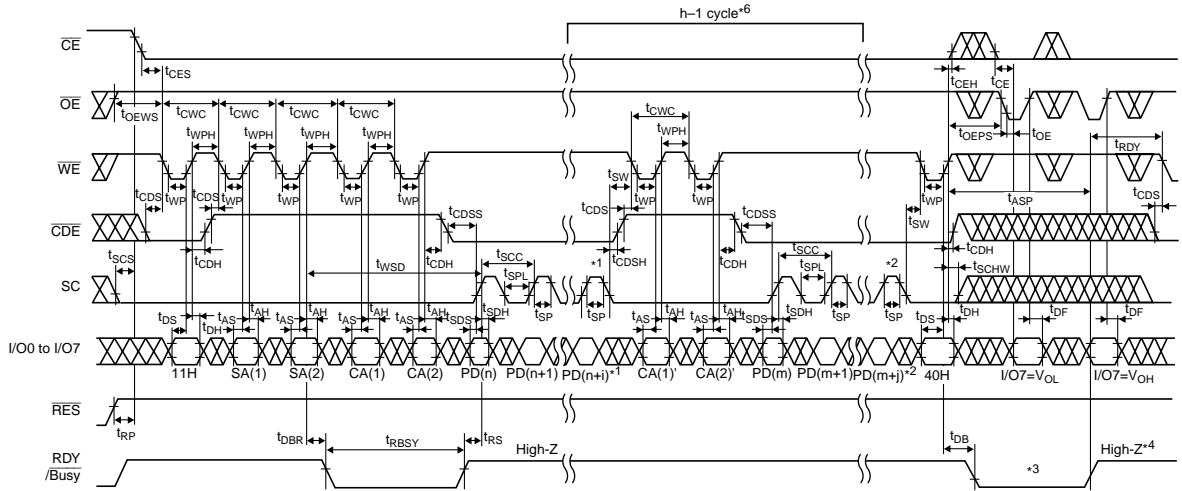 h–1 cycle*6
CE
tCES
tCEH
tCE
OE
tOEWS
tCWC
tCWC
tCWC
tCWC
tCWC
tOEPS
tOE
tWPH
tWPH
tWPH
tWPH
tWPH
tRDY
WE
tCDS
tCDS
tWP
tWP
tWP
tWP
tWP
tSW
tWP
tWP
tWP
tASP
tCDS
tCDSS
tCDS
tCDSS
tSW
CDE
tSCS
tCDH
tWSD
tCDH
tSCC
*1
tCDSH
tCDH
tSCC
*2
tCDH
tSCHW
tSPL
tSPL
SC
tDS
tDH
tAS
tAH
tAS
tAH
tAS
tAH
tAS
tAH
tSDS
tSDH
tSP
tSP
tAS
tAH
tAS
tAH
tSDS
tSDH
tSP
tSP
tDS
tDH
tDF
tDF
I/O0 to I/O7
11H
SA(1)
SA(2)
CA(1)
CA(2)
PD(n)
PD(n+1)
PD(n+i)*1
CA(1)'
CA(2)'
PD(m)
PD(m+1)
PD(m+j)*2
40H
I/O7=VOL
I/O7=VOH
RES
tRP
tDBR
tRBSY
tRS
High-Z
tDB
High-Z*4
RDY
/Busy
*3